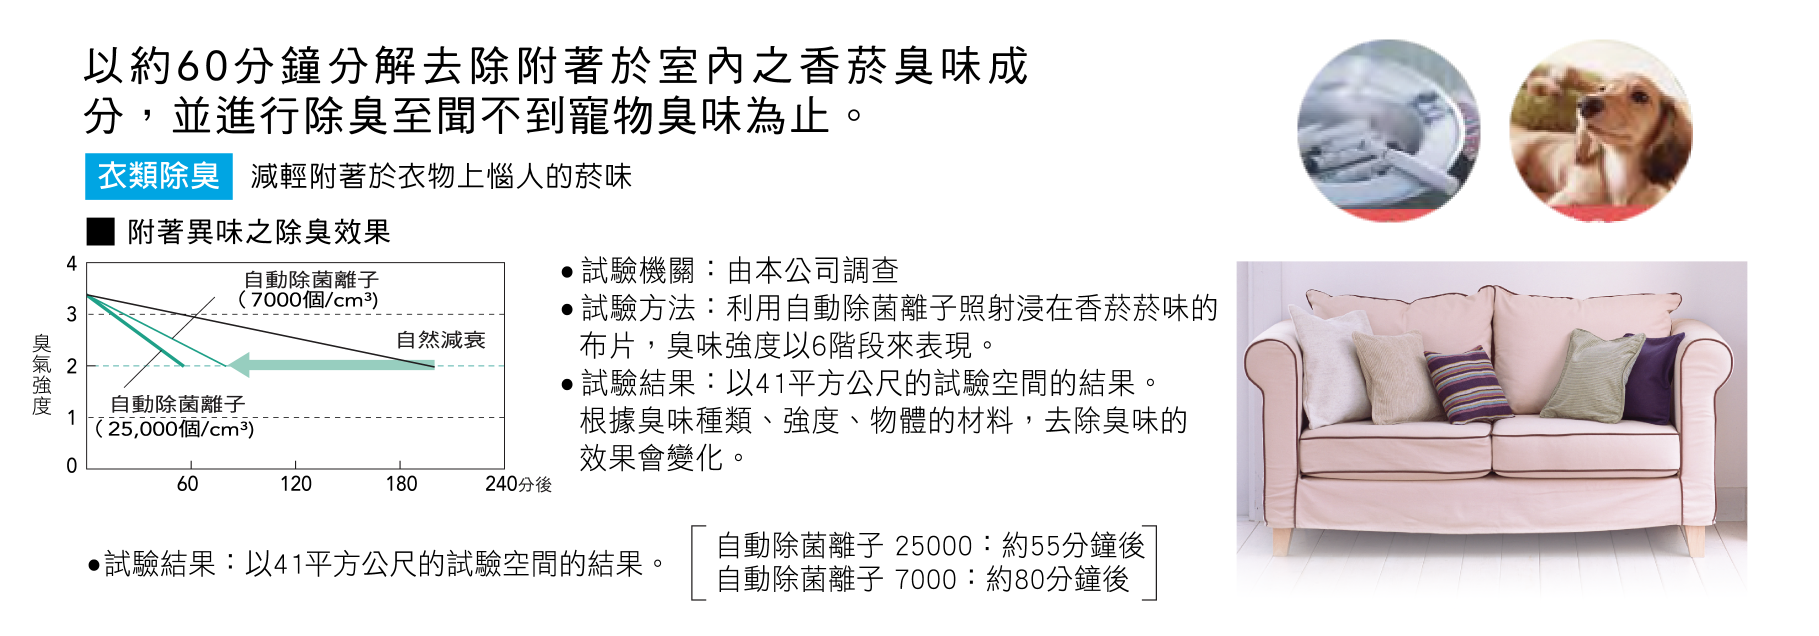 以約60分鐘分解去除附著於室內之香菸臭味成
分，並進行除臭至聞不到寵物臭味為止。
衣類除臭 減輕附著於衣物上惱人的菸味
■ 附著異味之除臭效果
臭氣強度
4
3
2
1
0
自動除菌離子
（7000個/cm³)
自然減衰
自動除菌離子
（25,000個/cm³)
60 120 180 240分後
●試驗機關：由本公司調查
●試驗方法：利用自動除菌離子照射浸在香菸菸味的
布片，臭味強度以6階段來表現。
●試驗結果：以41平方公尺的試驗空間的結果。
根據臭味種類、強度、物體的材料，去除臭味的
效果會變化。
●試驗結果：以41平方公尺的試驗空間的結果。
自動除菌離子 25000：約55分鐘後
自動除菌離子 7000：約80分鐘後